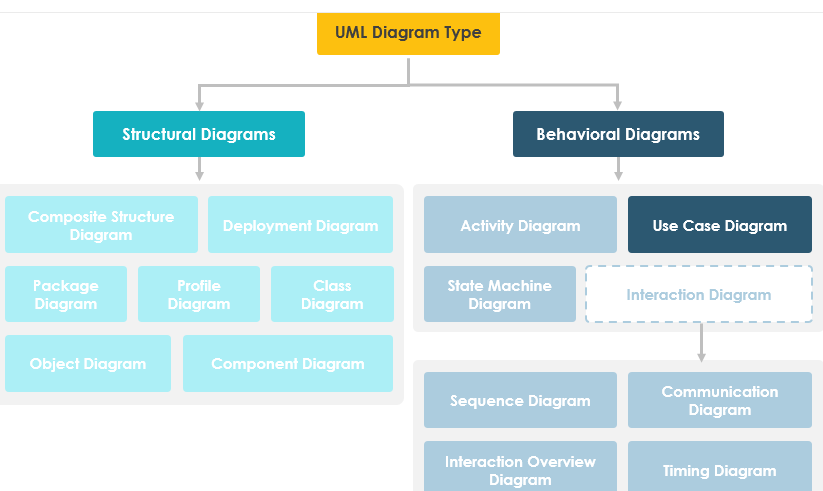 UML Diagram Type
Structural Diagrams
Behavioral Diagrams
Composite Structure
Diagram
Deployment Diagram
Package
Diagram
Profile
Diagram
Class
Diagram
Object Diagram
Component Diagram
Activity Diagram
Use Case Diagram
State Machine
Diagram
Interaction Diagram
Sequence Diagram
Communication
Diagram
Interaction Overview
Diagram
Timing Diagram